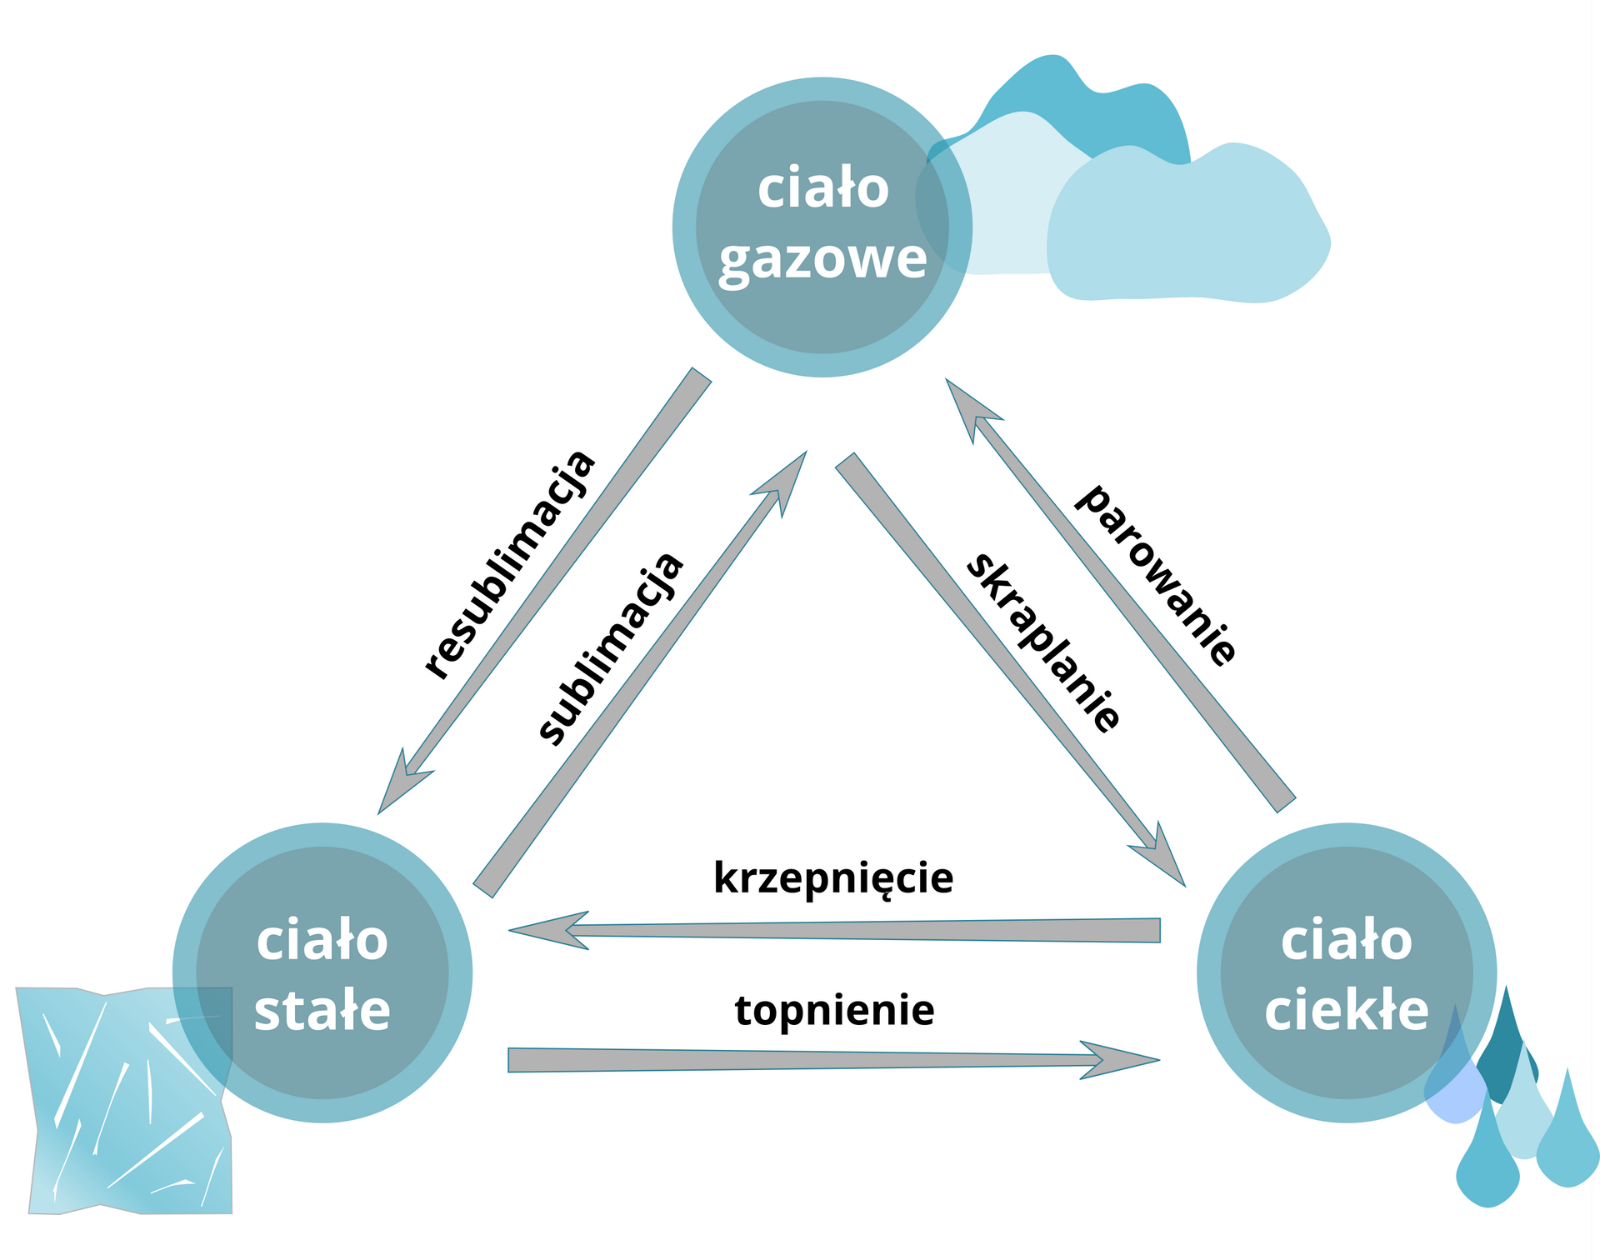 ciało
gazowe
resublimacja
sublimacja
skraplanie
parowanie
krzepnięcie
topnienie
ciało
stałe
ciało
ciekłe